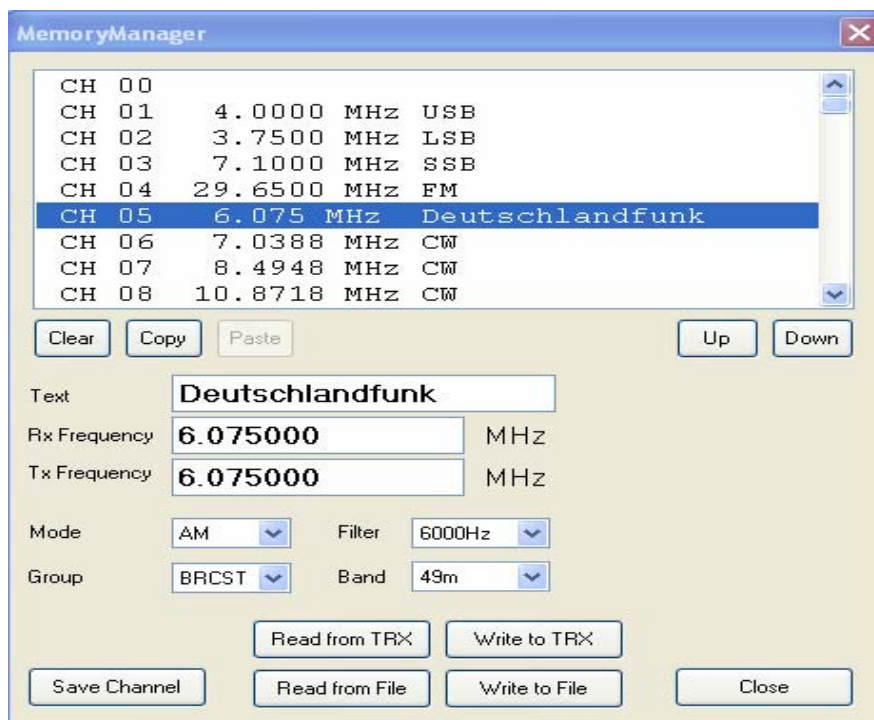 MemoryManager
CH 00
CH 01 4.0000 MHz USB
CH 02 3.7500 MHz LSB
CH 03 7.1000 MHz SSB
CH 04 29.6500 MHz FM
CH 05 6.075 MHz Deutschlandfunk
CH 06 7.0388 MHz CW
CH 07 8.4948 MHz CW
CH 08 10.8718 MHz CW
Clear Copy Paste Up Down
Text Deutschlandfunk
Rx Frequency 6.075000 MHz
Tx Frequency 6.075000 MHz
Mode AM Filter 6000Hz
Group BRCST Band 49m
Read from TRX Write to TRX
Save Channel Read from File Write to File Close